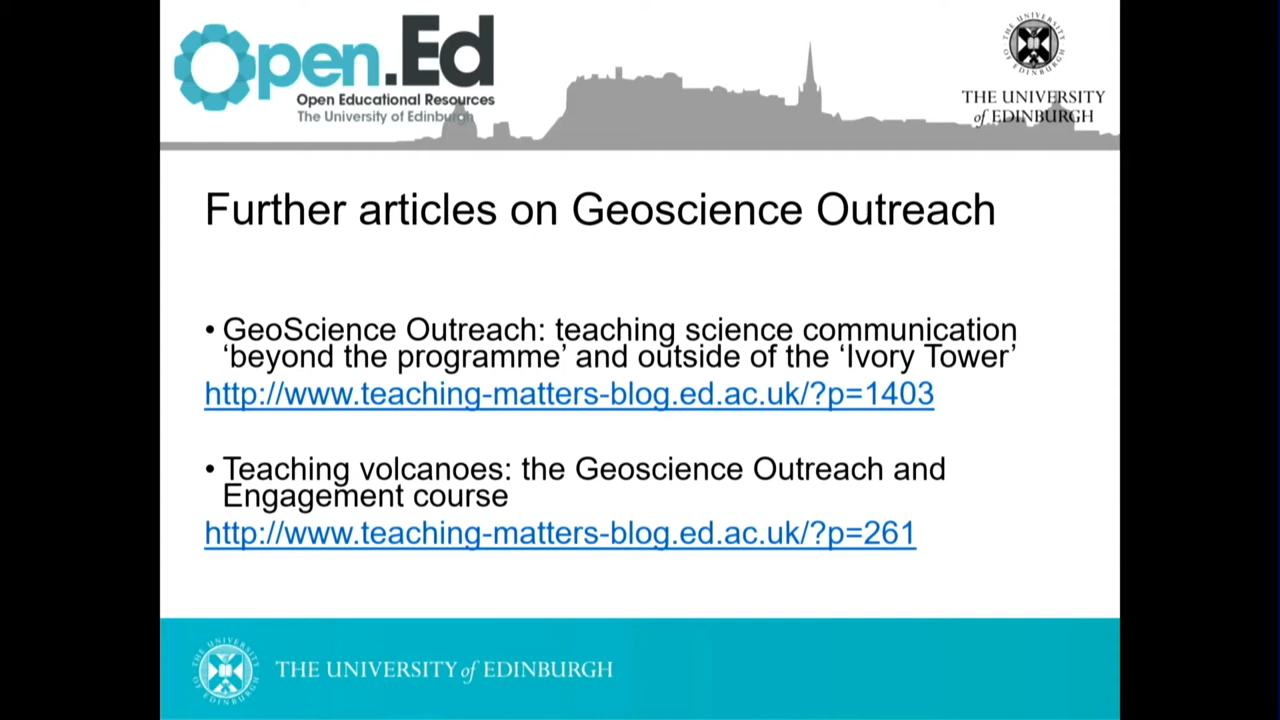 Open.Ed
Open Educational Resources
The University of Edinburgh
THE UNIVERSITY
of EDINBURGH
Further articles on Geoscience Outreach
• GeoScience Outreach: teaching science communication
‘beyond the programme’ and outside of the ‘Ivory Tower’
http://www.teaching-matters-blog.ed.ac.uk/?p=1403
• Teaching volcanoes: the Geoscience Outreach and
Engagement course
http://www.teaching-matters-blog.ed.ac.uk/?p=261
THE UNIVERSITY of EDINBURGH